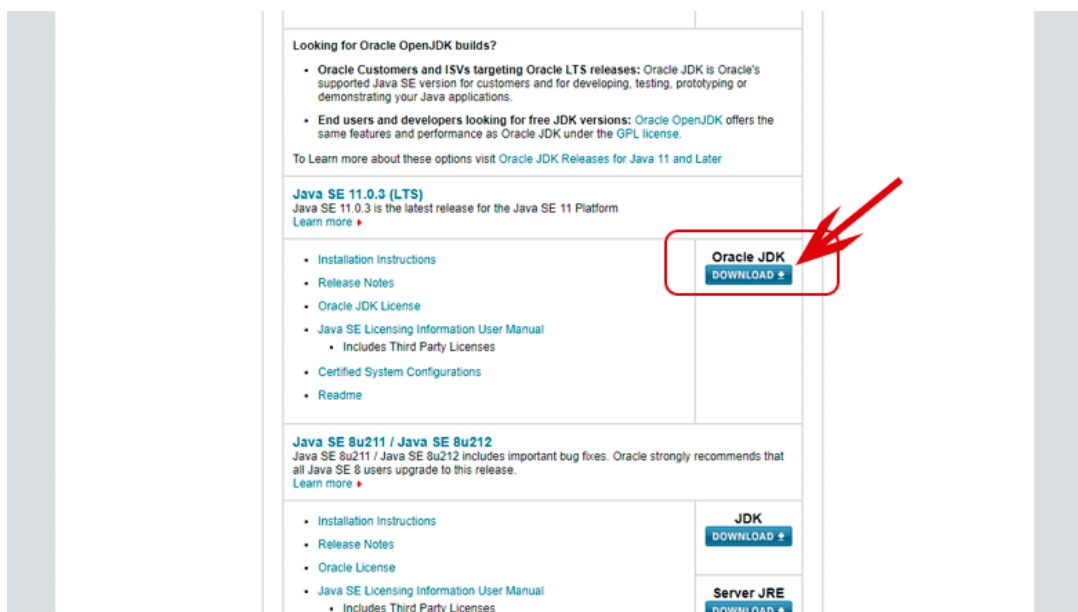 Looking for Oracle OpenJDK builds?
• Oracle Customers and ISVs targeting Oracle LTS releases: Oracle JDK is Oracle's
supported Java SE version for customers and for developing, testing, prototyping or
demonstrating your Java applications.
• End users and developers looking for free JDK versions: Oracle OpenJDK offers the
same features and performance as Oracle JDK under the GPL license.
To Learn more about these options visit Oracle JDK Releases for Java 11 and Later
Java SE 11.0.3 (LTS)
Java SE 11.0.3 is the latest release for the Java SE 11 Platform
Learn more
• Installation Instructions
• Release Notes
• Oracle JDK License
• Java SE Licensing Information User Manual
• Includes Third Party Licenses
• Certified System Configurations
• Readme
Oracle JDK
DOWNLOAD
Java SE 8u211 / Java SE 8u212
Java SE 8u211 / Java SE 8u212 includes important bug fixes. Oracle strongly recommends that
all Java SE 8 users upgrade to this release.
Learn more
• Installation Instructions
• Release Notes
• Oracle License
• Java SE Licensing Information User Manual
• Includes Third Party Licenses
JDK
DOWNLOAD
Server JRE
DOWNLOAD